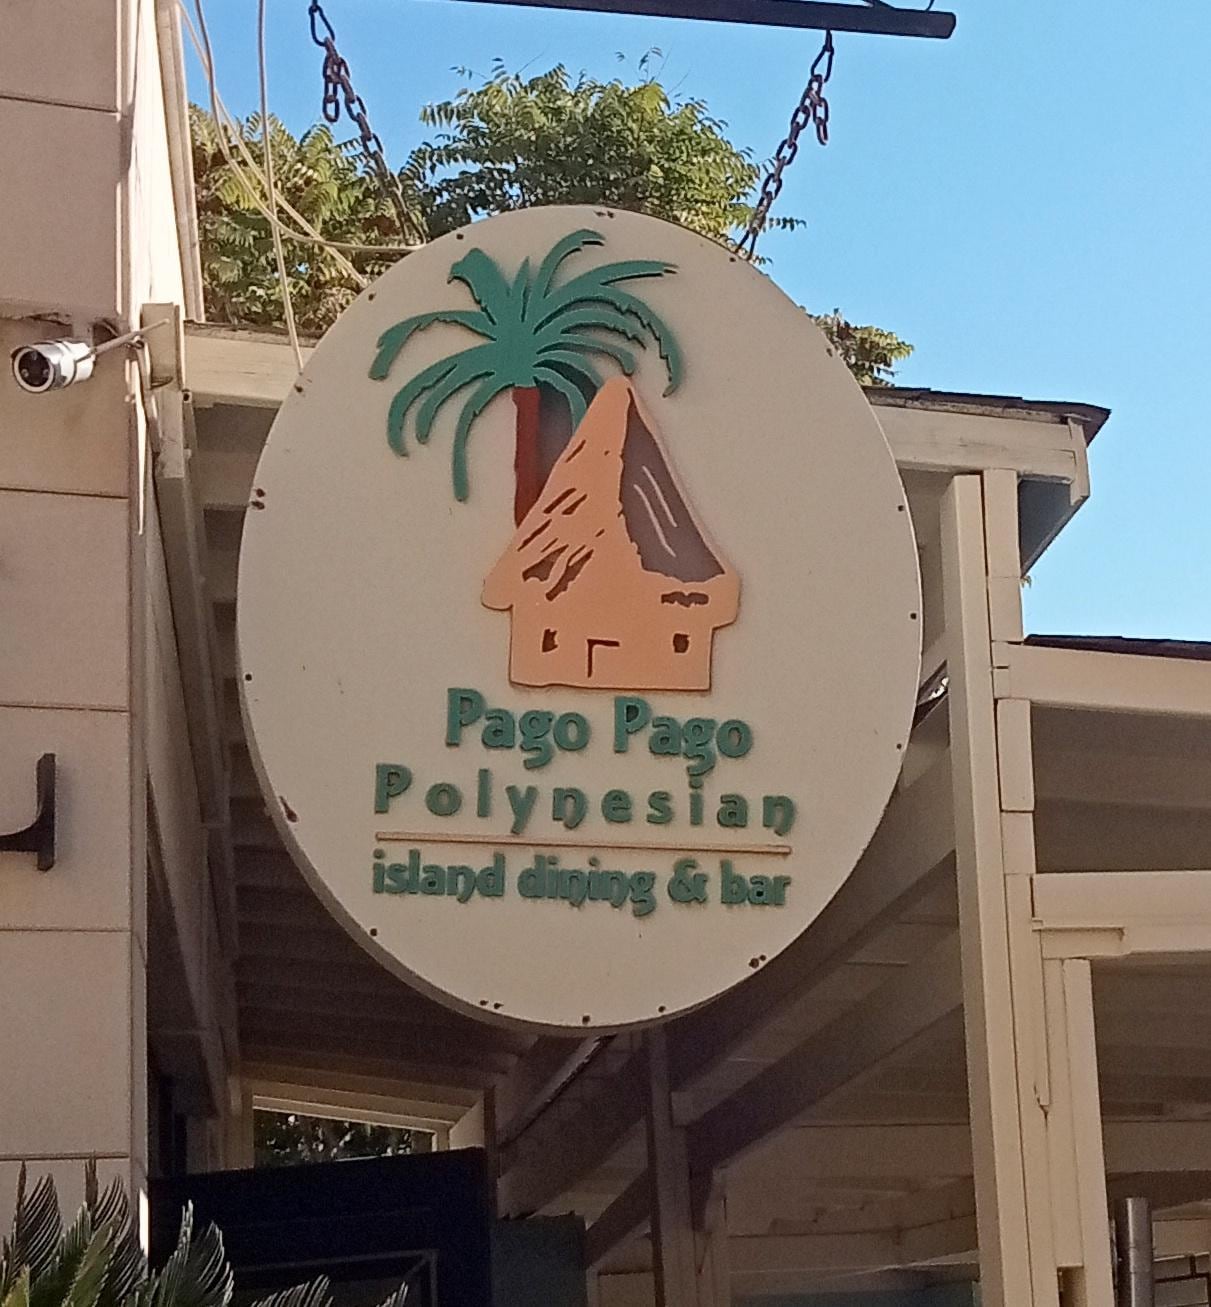 Pago Pago
Polynesian
island dining & bar